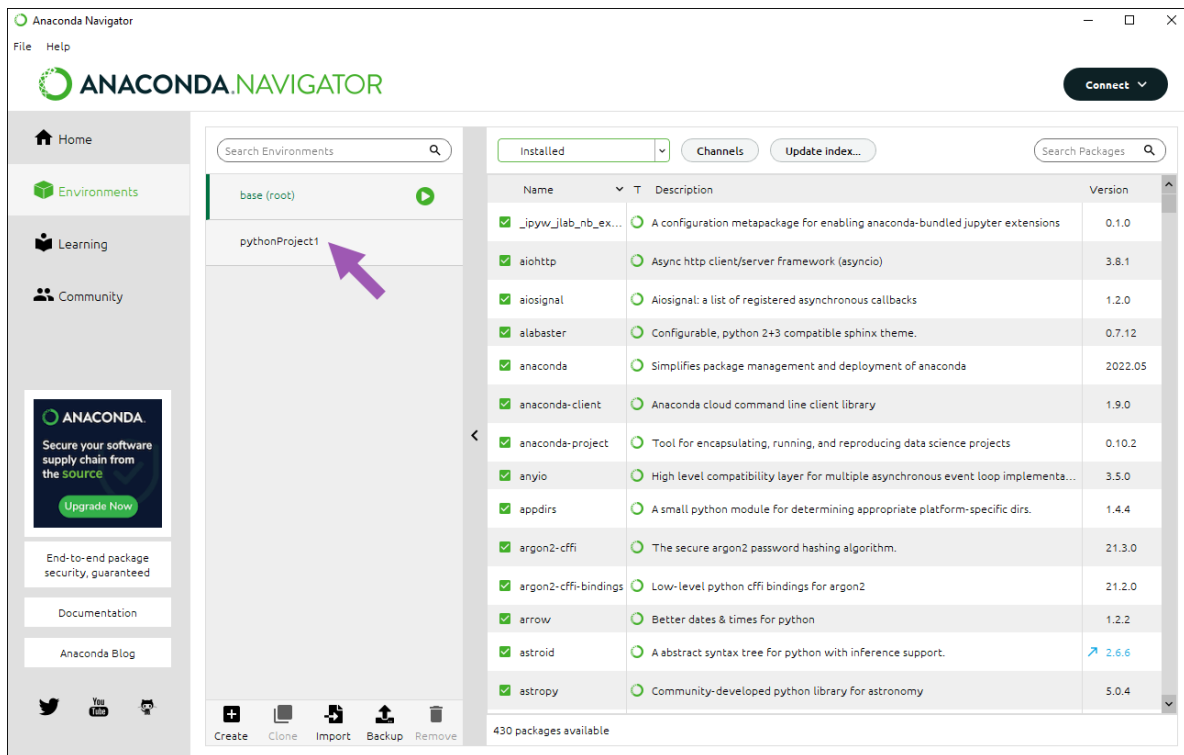 Anaconda Navigator
File Help
ANACONDA.NAVIGATOR
Connect
Home
Environments
Learning
Community
ANACONDA.
Secure your software
supply chain from
the source
Upgrade Now
End-to-end package
security, guaranteed
Documentation
Anaconda Blog
You
Tube
Search Environments
base (root)
pythonProject1
Create Clone Import Backup Remove
Installed Channels Update index... Search Packages
Name T Description Version
_ipyw_jlab_nb_ex... A configuration metapackage for enabling anaconda-bundled jupyter extensions 0.1.0
aiohttp Async http client/server framework (asyncio) 3.8.1
aiosignal Aiosignal: a list of registered asynchronous callbacks 1.2.0
alabaster Configurable, python 2+3 compatible sphinx theme. 0.7.12
anaconda Simplifies package management and deployment of anaconda 2022.05
anaconda-client Anaconda cloud command line client library 1.9.0
anaconda-project Tool for encapsulating, running, and reproducing data science projects 0.10.2
anyio High level compatibility layer for multiple asynchronous event loop implementa... 3.5.0
appdirs A small python module for determining appropriate platform-specific dirs. 1.4.4
argon2-cffi The secure argon2 password hashing algorithm. 21.3.0
argon2-cffi-bindings Low-level python cffi bindings for argon2 21.2.0
arrow Better dates & times for python 1.2.2
astroid A abstract syntax tree for python with inference support. 2.6.6
astropy Community-developed python library for astronomy 5.0.4
430 packages available